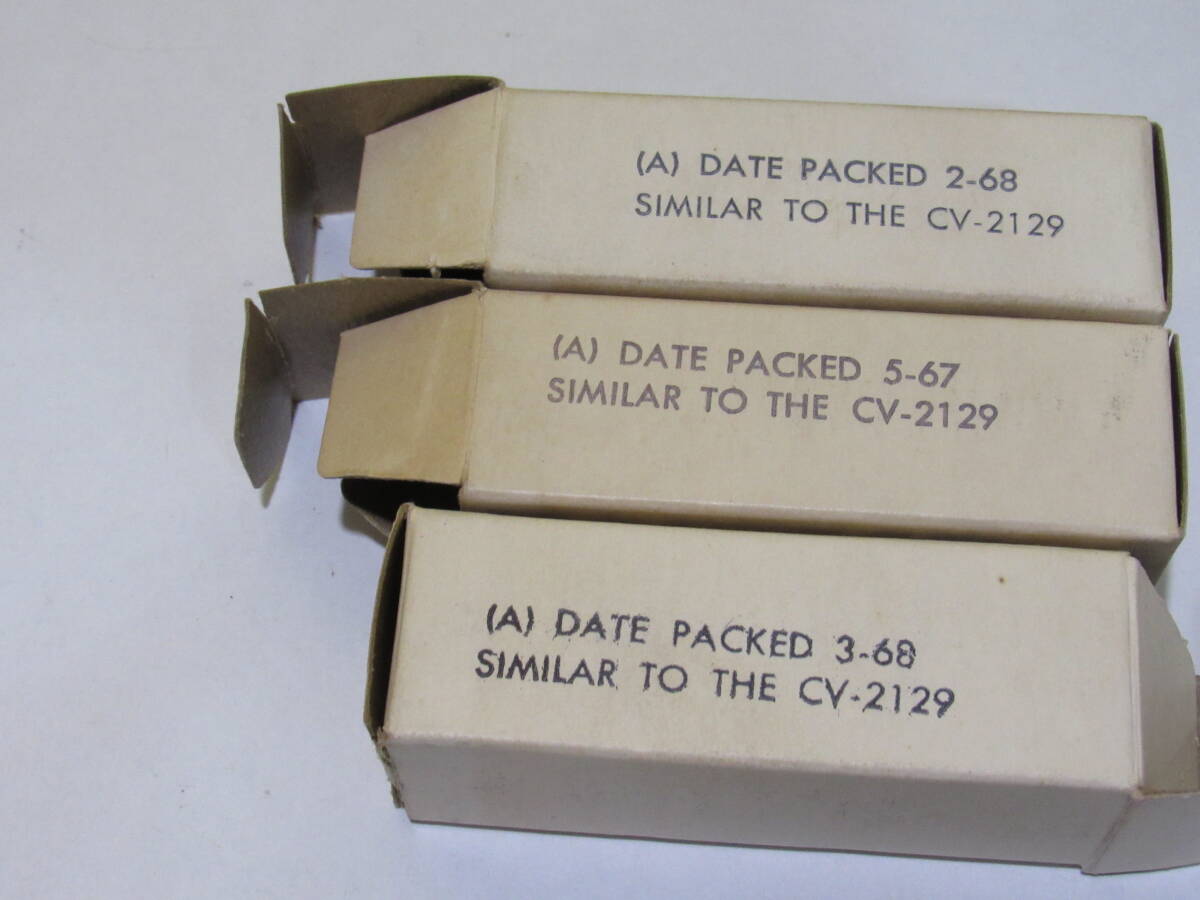 (A) DATE PACKED 2-68
SIMILAR TO THE CV-2129
(A) DATE PACKED 5-67
SIMILAR TO THE CV-2129
(A) DATE PACKED 3-68
SIMILAR TO THE CV-2129